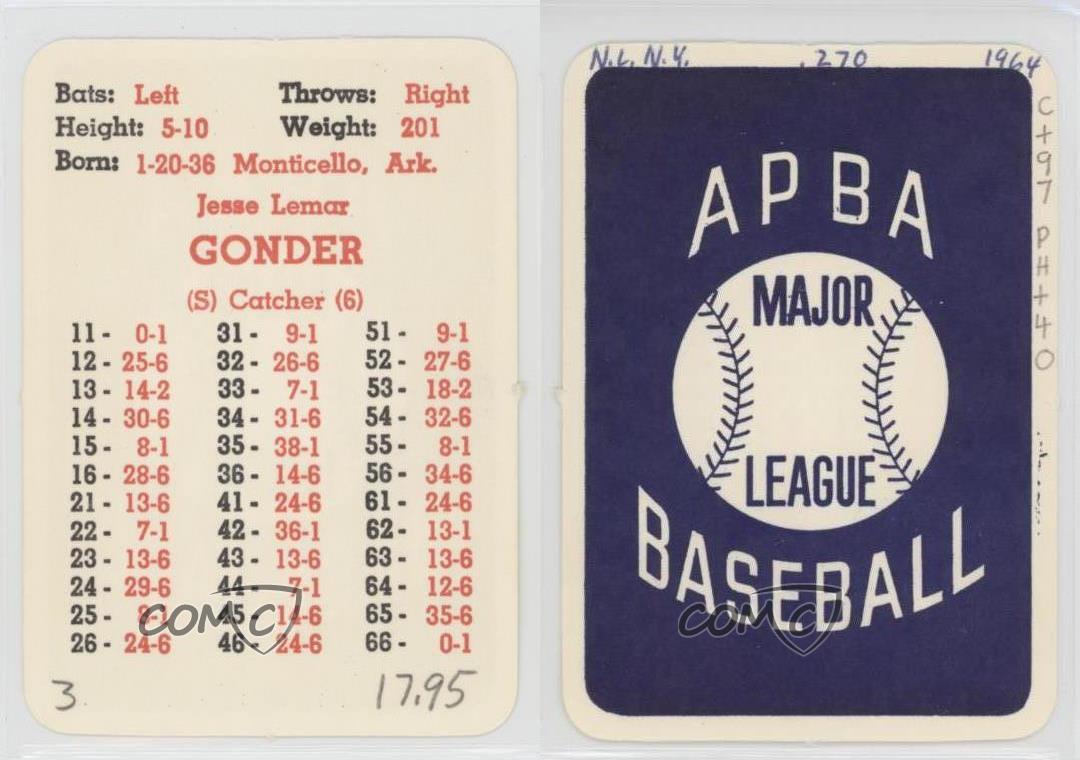 Bats: Left Throws: Right
Height: 5-10 Weight: 201
Born: 1-20-36 Monticello, Ark.
Jesse Lemar
GONDER
(S) Catcher (6)
11- 0-1 31- 9-1 51- 9-1
12- 25-6 32- 26-6 52- 27-6
13- 14-2 33- 7-1 53- 18-2
14- 30-6 34- 31-6 54- 32-6
15- 8-1 35- 38-1 55- 8-1
16- 28-6 36- 14-6 56- 34-6
21- 13-6 41- 24-6 61- 24-6
22- 7-1 42- 36-1 62- 13-1
23- 13-6 43- 13-6 63- 13-6
24- 29-6 44- 7-1 64- 12-6
25- 8-1 45- 14-6 65- 35-6
26- 24-6 46- 24-6 66- 0-1
COMC
3 17.95
N.L. N.Y. .270 1964
C+97 PH+40
APBA
MAJOR
LEAGUE
BASEBALL
COMC